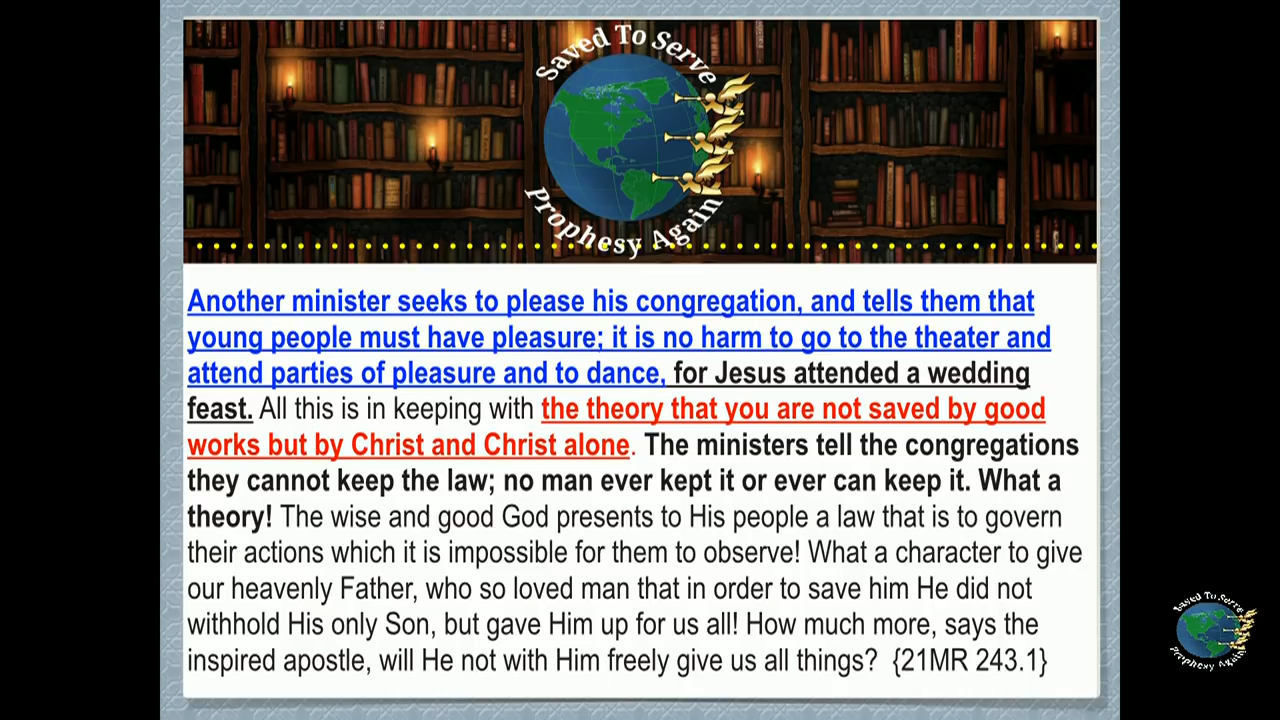 Saved To Serve
Prophesy Again
Another minister seeks to please his congregation, and tells them that
young people must have pleasure; it is no harm to go to the theater and
attend parties of pleasure and to dance, for Jesus attended a wedding
feast. All this is in keeping with the theory that you are not saved by good
works but by Christ and Christ alone. The ministers tell the congregations
they cannot keep the law; no man ever kept it or ever can keep it. What a
theory! The wise and good God presents to His people a law that is to govern
their actions which it is impossible for them to observe! What a character to give
our heavenly Father, who so loved man that in order to save him He did not
withhold His only Son, but gave Him up for us all! How much more, says the
inspired apostle, will He not with Him freely give us all things? {21MR 243.1}
Saved To Serve
Prophesy Again